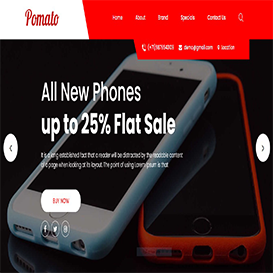 Pomato
Home About Brand Specials Contact Us
demo@gmail.com location
All New Phones
up to 25% Flat Sale
It is a long established fact that a reader will be distracted by the readable content
of a page when looking at its layout. The point of using Lorem Ipsum is that
BUY NOW